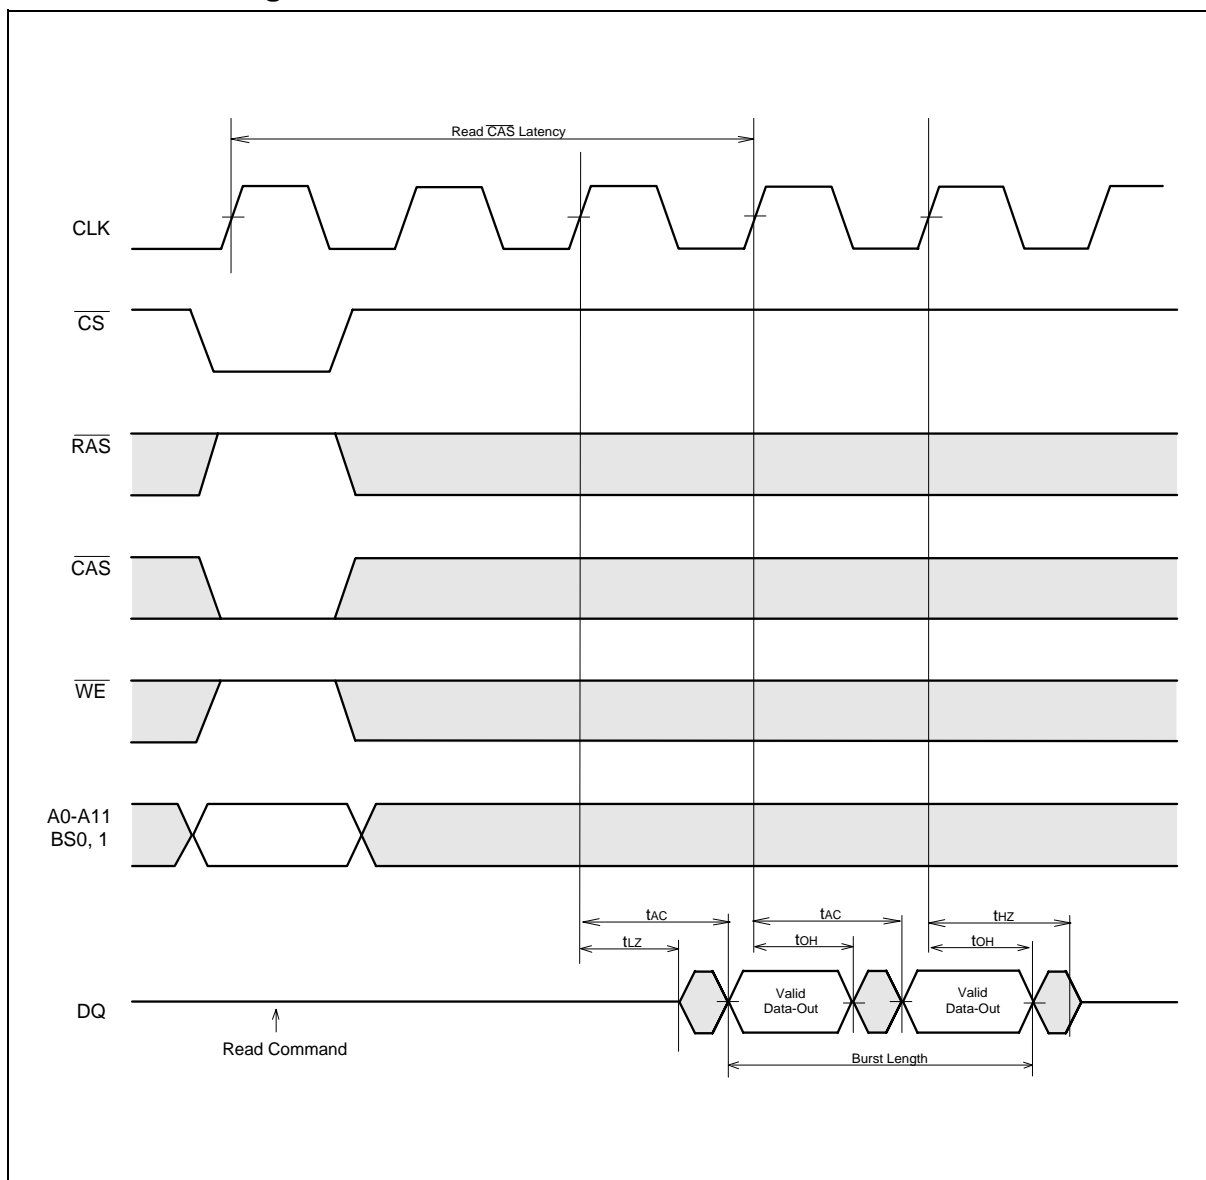 Read CAS Latency
CLK
CS
RAS
CAS
WE
A0-A11
BS0, 1
tAC
tAC
tHZ
tLZ
tOH
tOH
DQ
Valid
Data-Out
Valid
Data-Out
Read Command
Burst Length